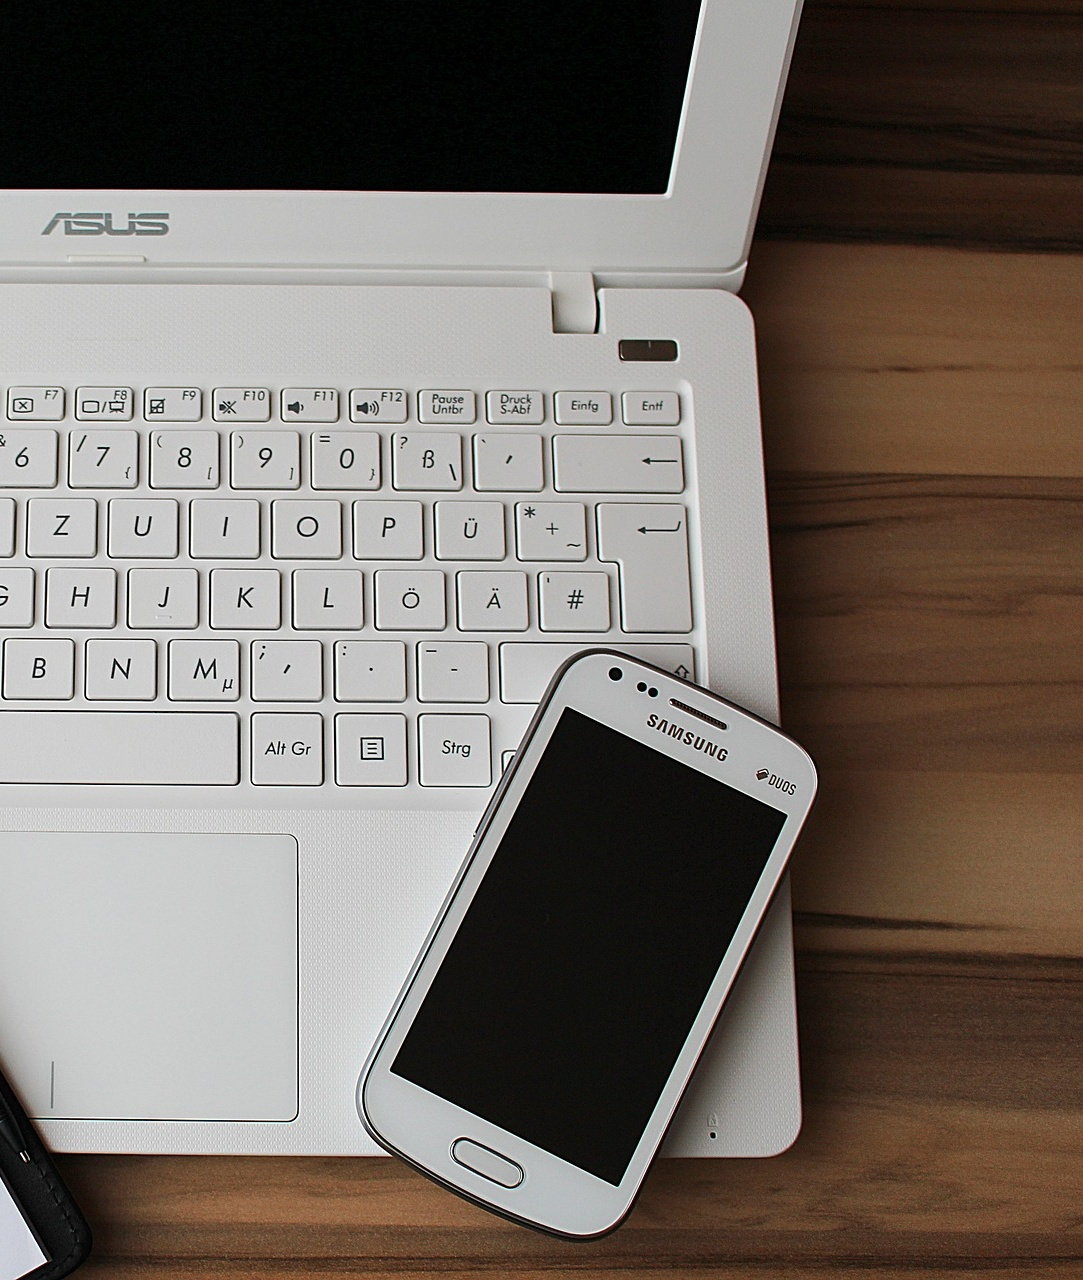 ASUS
F7 F8 F9 F10 F11 F12 Pause Untbr Druck S-Abf Einfg Entf
& 6 / 7 { ( 8 [ ) 9 ] = 0 } ? ß \ ` ´
Z U I O P Ü * + ~
G H J K L Ö Ä ' #
B N M µ ; , : . _ -
Alt Gr Strg
SAMSUNG
DUOS